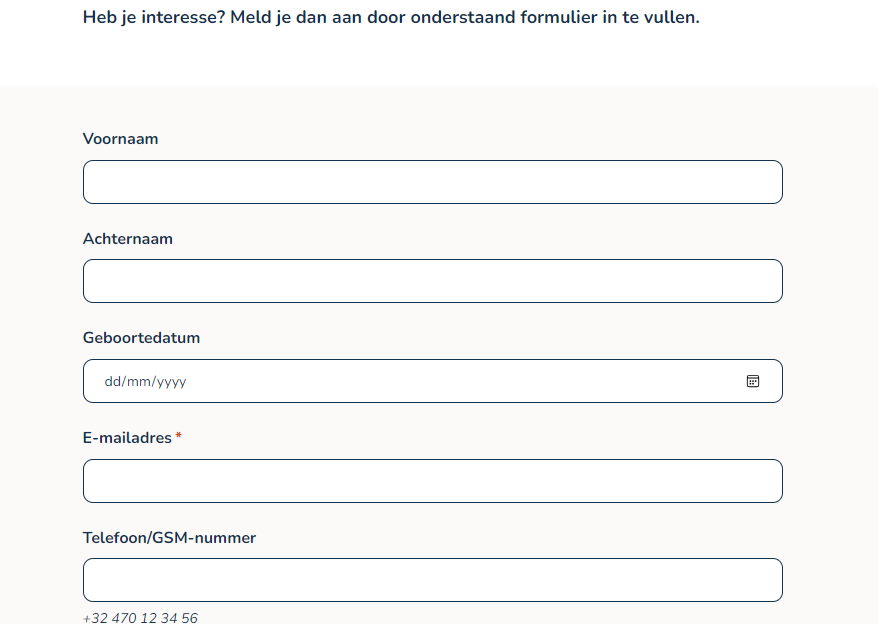 Heb je interesse? Meld je dan aan door onderstaand formulier in te vullen.
Voornaam
Achternaam
Geboortedatum
dd/mm/yyyy
E-mailadres *
Telefoon/GSM-nummer
+32 470 12 34 56